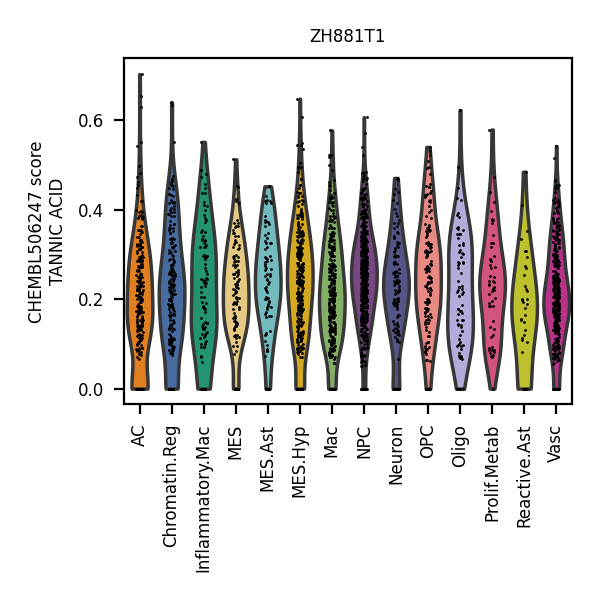 ZH881T1
CHEMBL506247 score
TANNIC ACID
0.6
0.4
0.2
0.0
AC
Chromatin.Reg
Inflammatory.Mac
MES
MES.Ast
MES.Hyp
Mac
NPC
Neuron
OPC
Oligo
Prolif.Metab
Reactive.Ast
Vasc